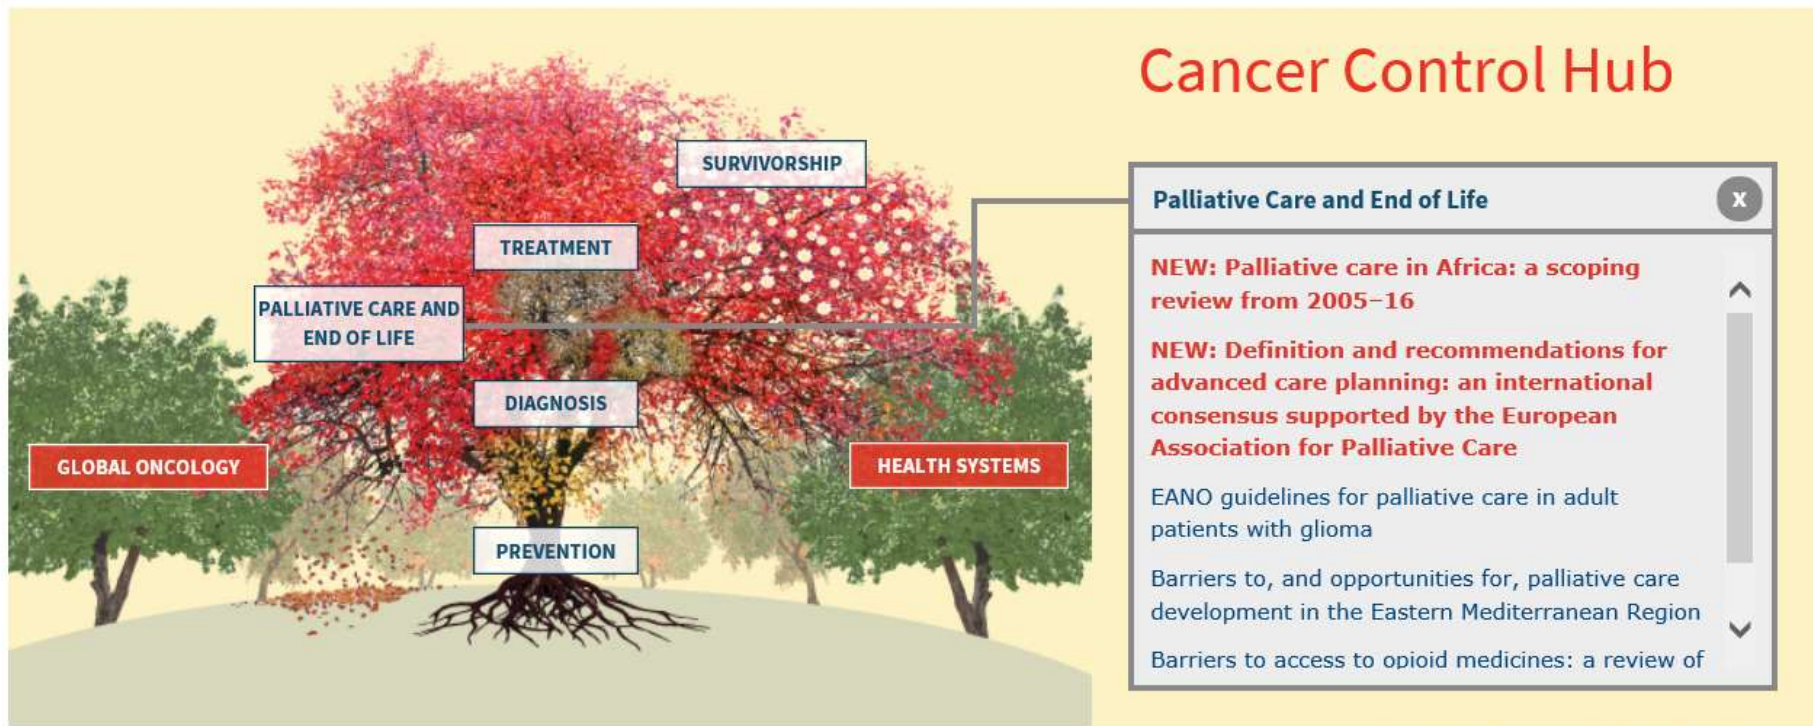 Cancer Control Hub
SURVIVORSHIP
TREATMENT
PALLIATIVE CARE AND
END OF LIFE
DIAGNOSIS
GLOBAL ONCOLOGY
HEALTH SYSTEMS
PREVENTION
Palliative Care and End of Life
X
NEW: Palliative care in Africa: a scoping
review from 2005–16
NEW: Definition and recommendations for
advanced care planning: an international
consensus supported by the European
Association for Palliative Care
EANO guidelines for palliative care in adult
patients with glioma
Barriers to, and opportunities for, palliative care
development in the Eastern Mediterranean Region
Barriers to access to opioid medicines: a review of